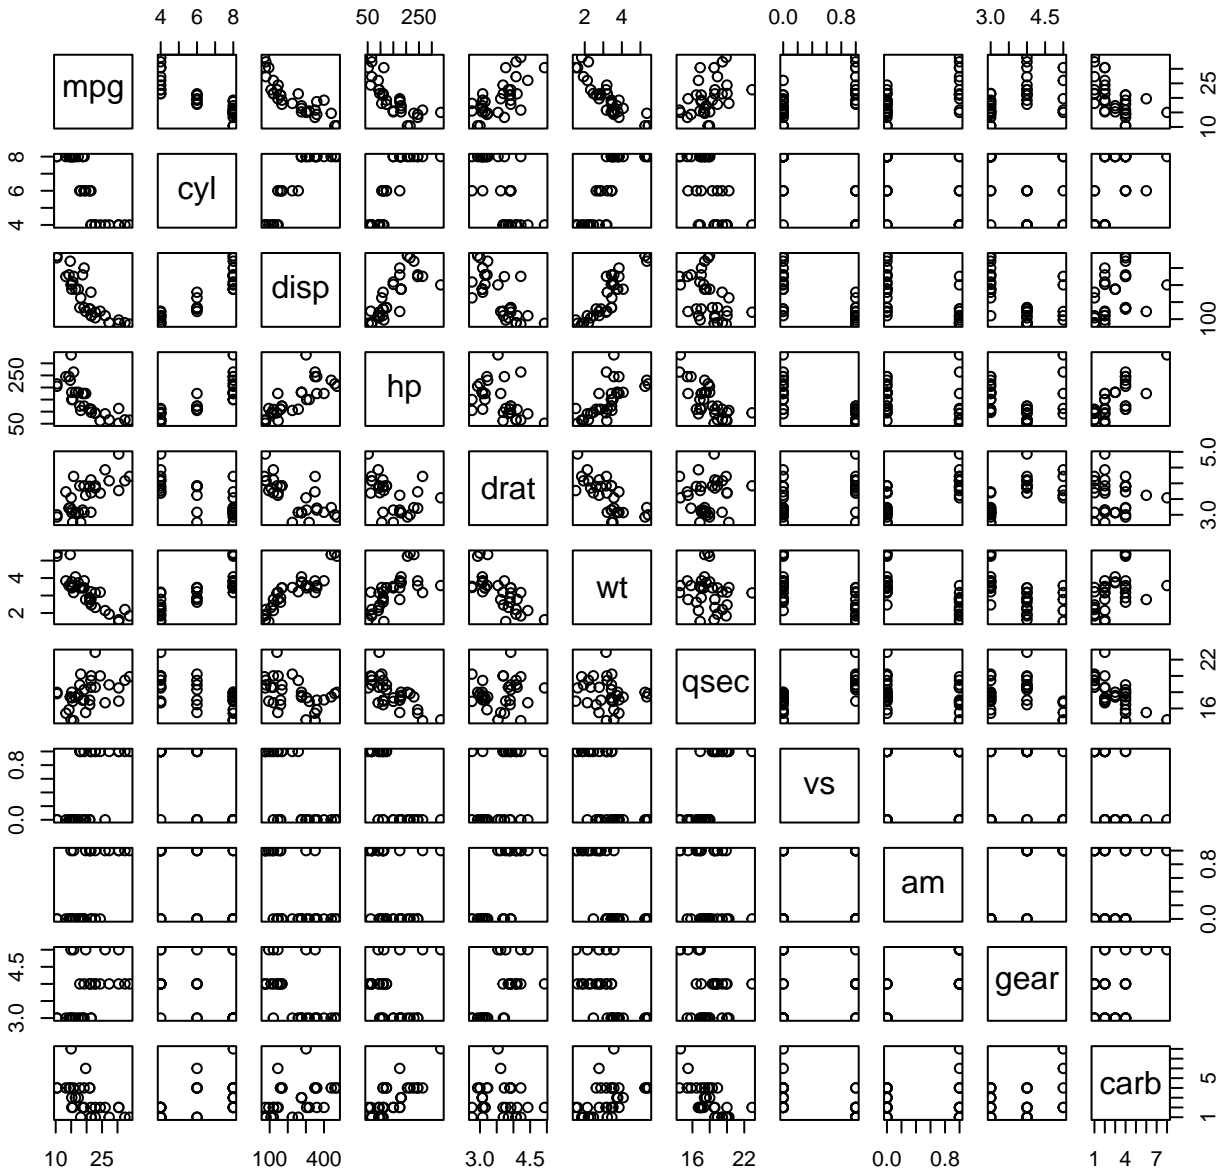 4 6 8 50 250 2 4 0.0 0.8 3.0 4.5
mpg 10 25
4 6 8 cyl
disp 100
50 250 hp
drat 3.0 5.0
2 4 wt
qsec 16 22
0.0 0.8 vs
am 0.0 0.8
3.0 4.5 gear
carb 1 5
10 25 100 400 3.0 4.5 16 22 0.0 0.8 1 4 7